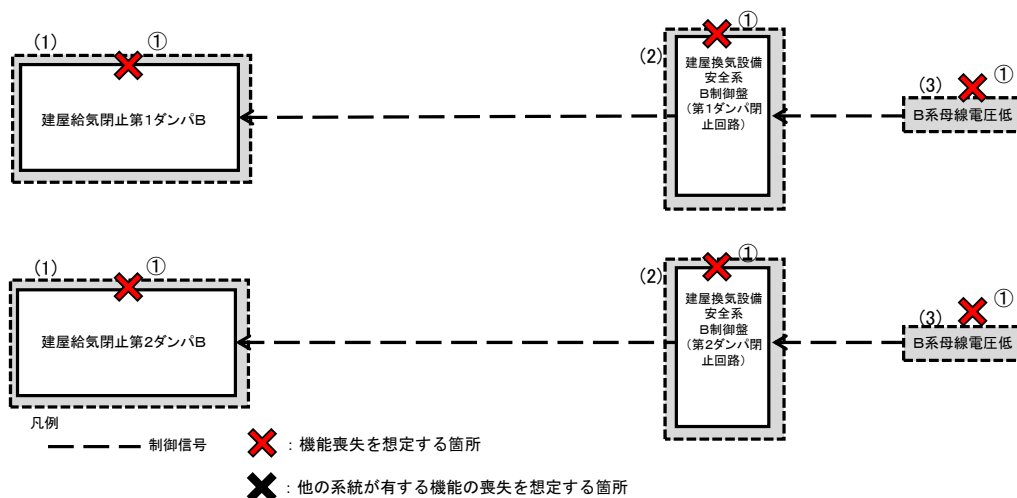 (1)
①
建屋給気閉止第1ダンパB
(2)
①
建屋換気設備
安全系
B制御盤
(第1ダンパ閉
止回路)
(3)
①
B系母線電圧低
(1)
①
建屋給気閉止第2ダンパB
(2)
①
建屋換気設備
安全系
B制御盤
(第2ダンパ閉
止回路)
(3)
①
B系母線電圧低
凡例
制御信号
：機能喪失を想定する箇所
：他の系統が有する機能の喪失を想定する箇所